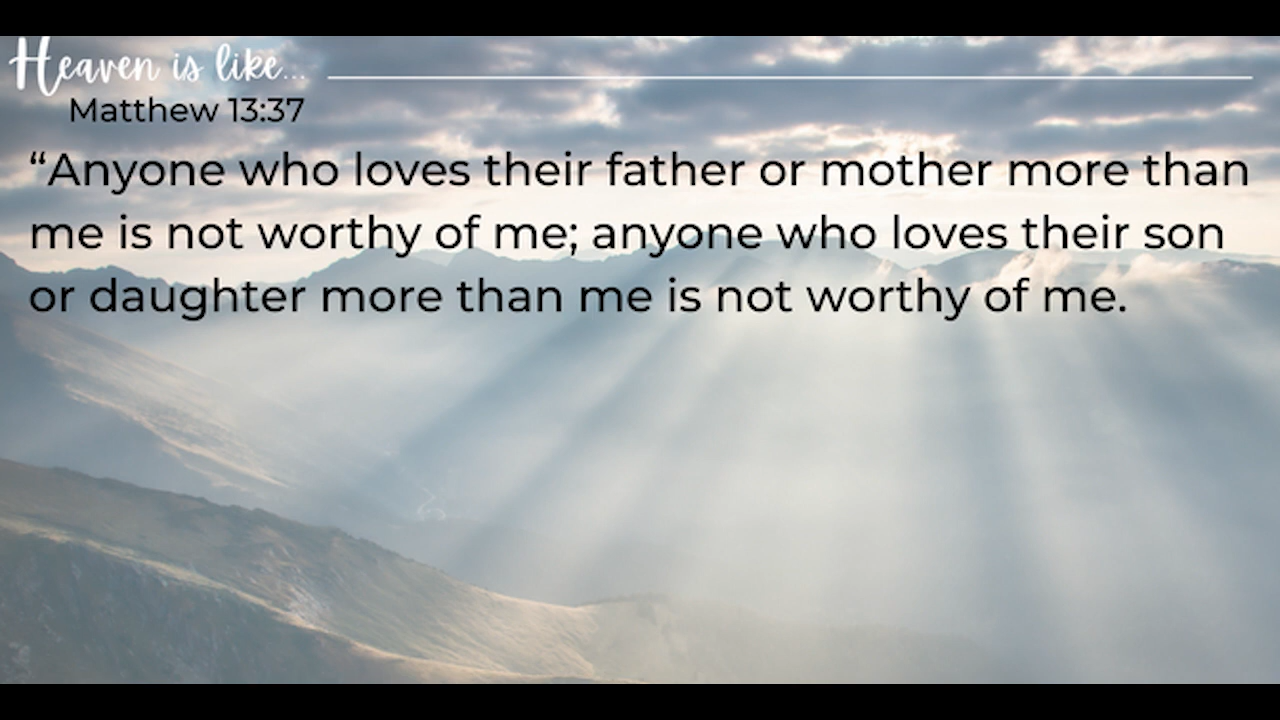 Heaven is like...
Matthew 13:37
“Anyone who loves their father or mother more than
me is not worthy of me; anyone who loves their son
or daughter more than me is not worthy of me.